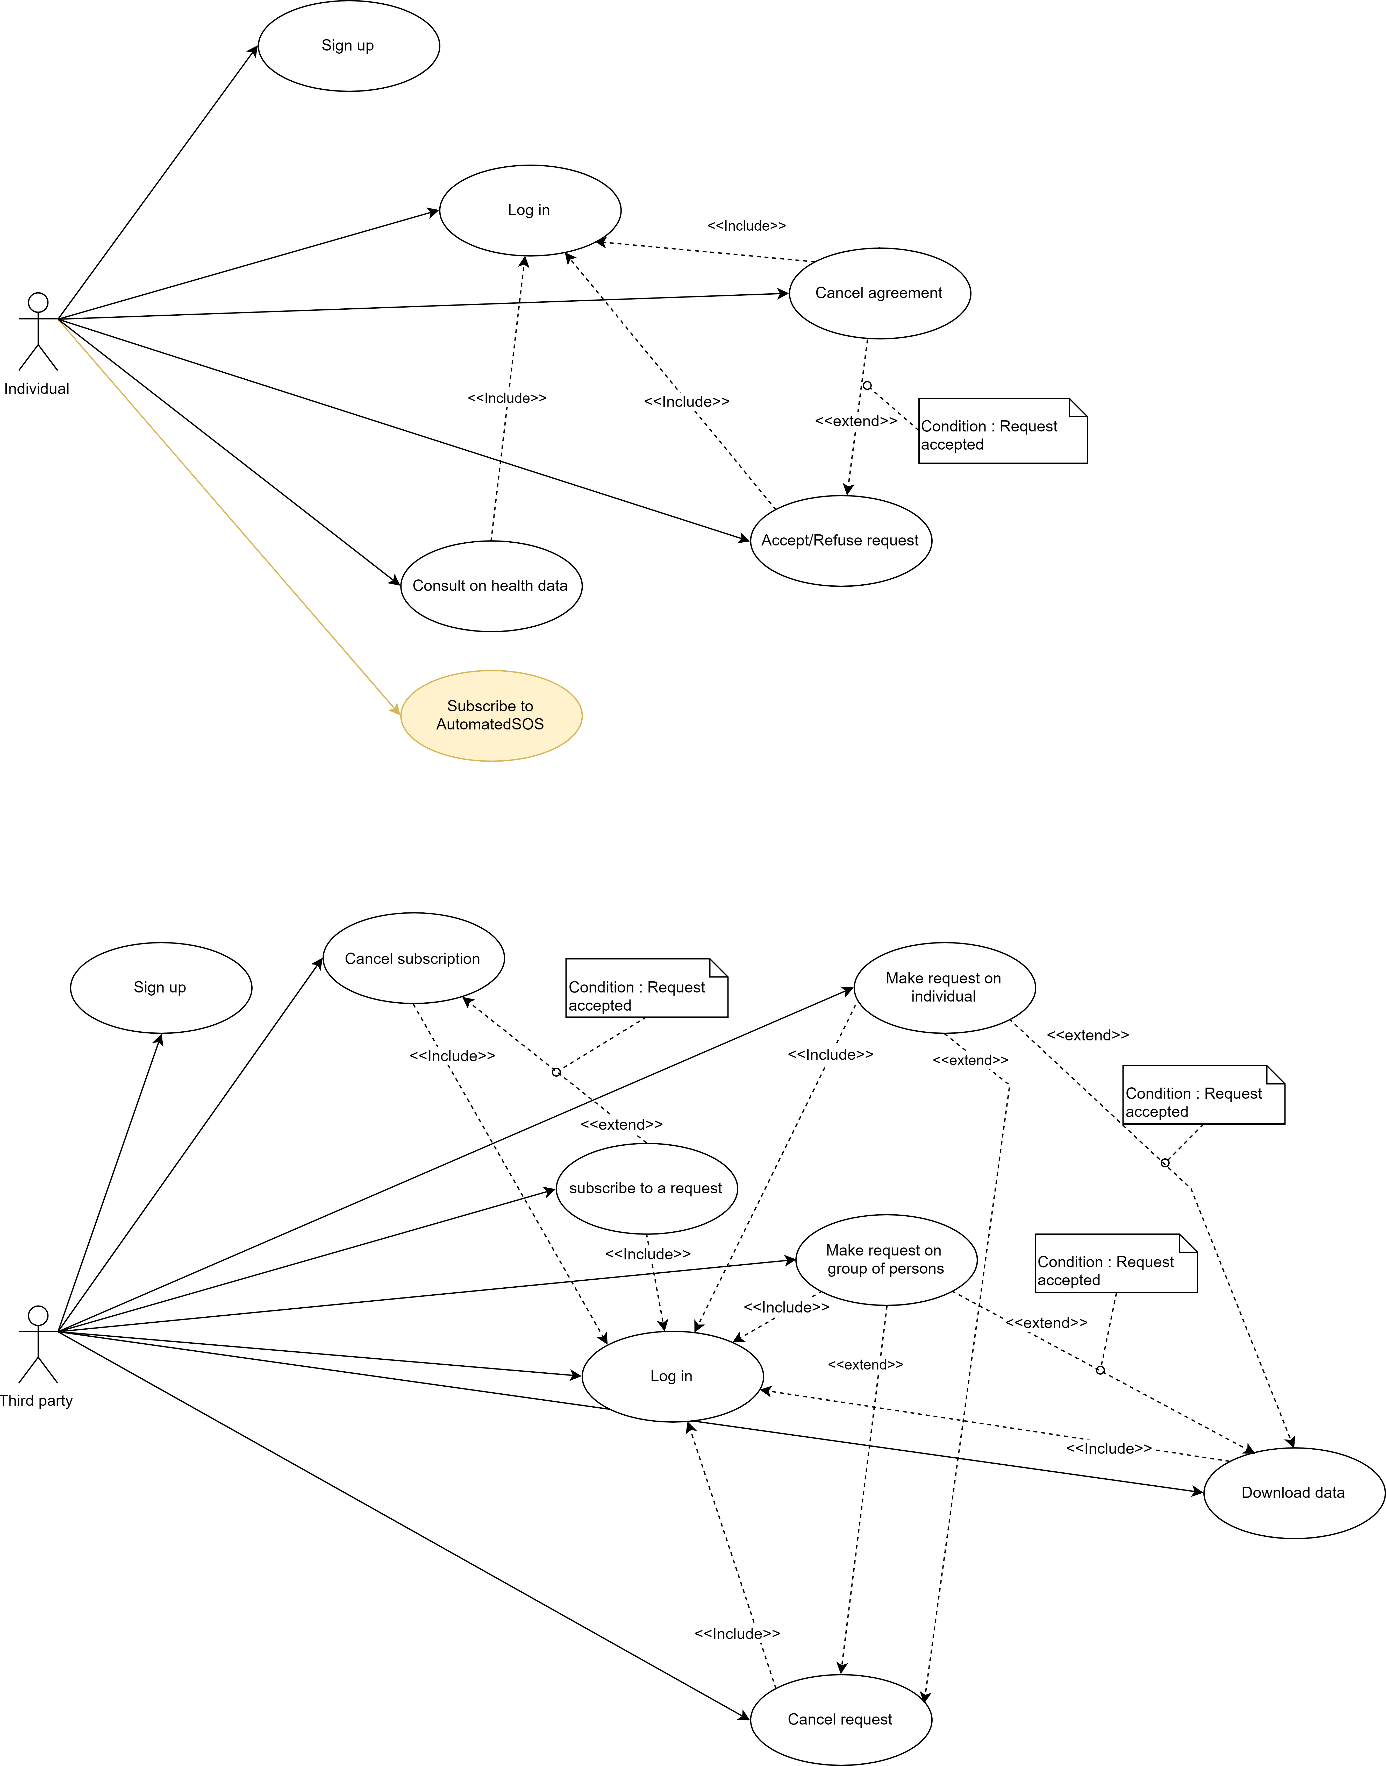 Sign up
Log in
<<Include>>
Cancel agreement
Individual
<<Include>>
<<Include>>
<<extend>>
Condition : Request
accepted
Accept/Refuse request
Consult on health data
Subscribe to
AutomatedSOS
Cancel subscription
Sign up
Condition : Request
accepted
Make request on
individual
<<Include>>
<<Include>>
<<extend>>
<<extend>>
Condition : Request
accepted
<<extend>>
subscribe to a request
<<Include>>
Make request on
group of persons
Condition : Request
accepted
<<Include>>
<<extend>>
<<extend>>
Log in
Third party
<<Include>>
Download data
<<Include>>
Cancel request